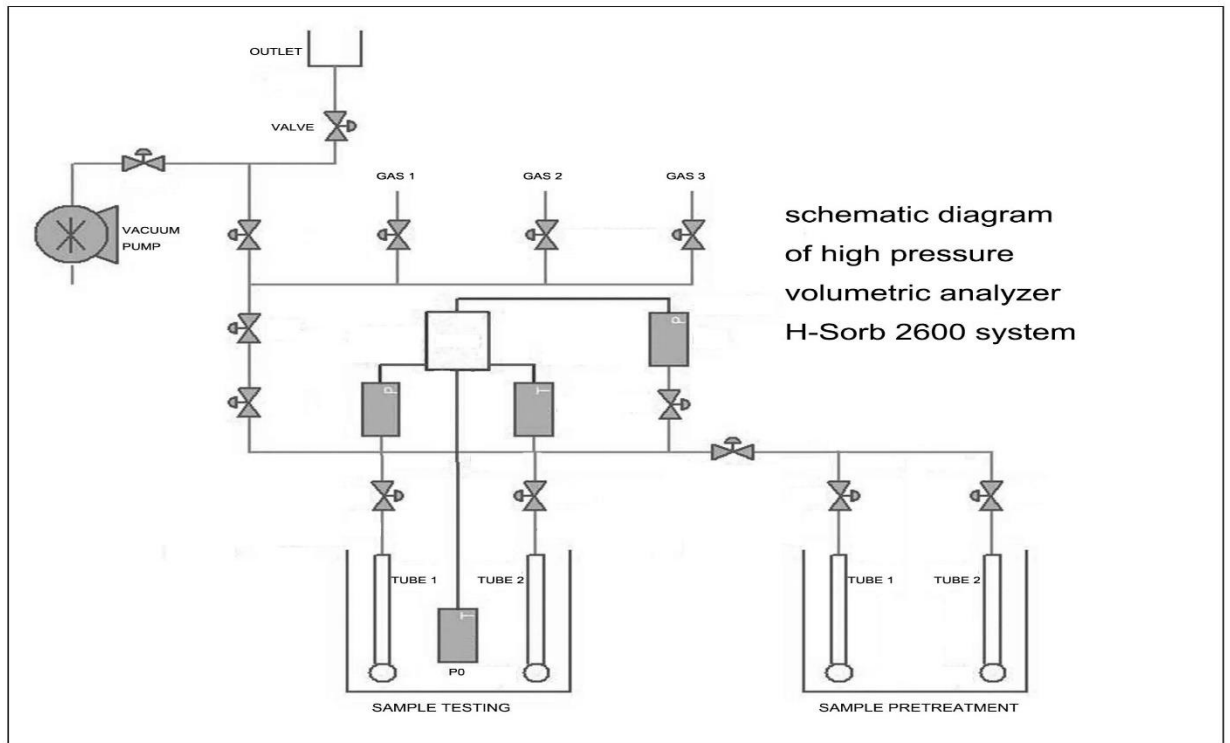 OUTLET
VALVE
GAS 1
GAS 2
GAS 3
VACUUM
PUMP
schematic diagram
of high pressure
volumetric analyzer
H-Sorb 2600 system
P
P
T
TUBE 1
TUBE 2
T
P0
TUBE 1
TUBE 2
SAMPLE TESTING
SAMPLE PRETREATMENT